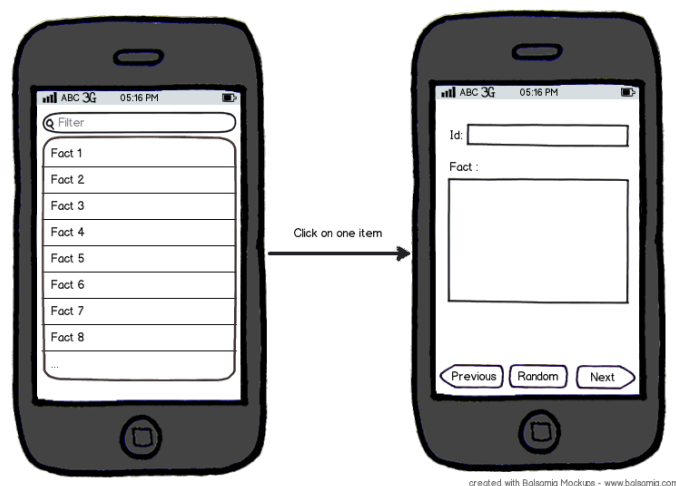 ABC 3G 05:16 PM
Filter
Fact 1
Fact 2
Fact 3
Fact 4
Fact 5
Fact 6
Fact 7
Fact 8
...
Click on one item
ABC 3G 05:16 PM
Id:
Fact :
Previous Random Next
created with Balsamiq Mockups - www.balsamiq.com